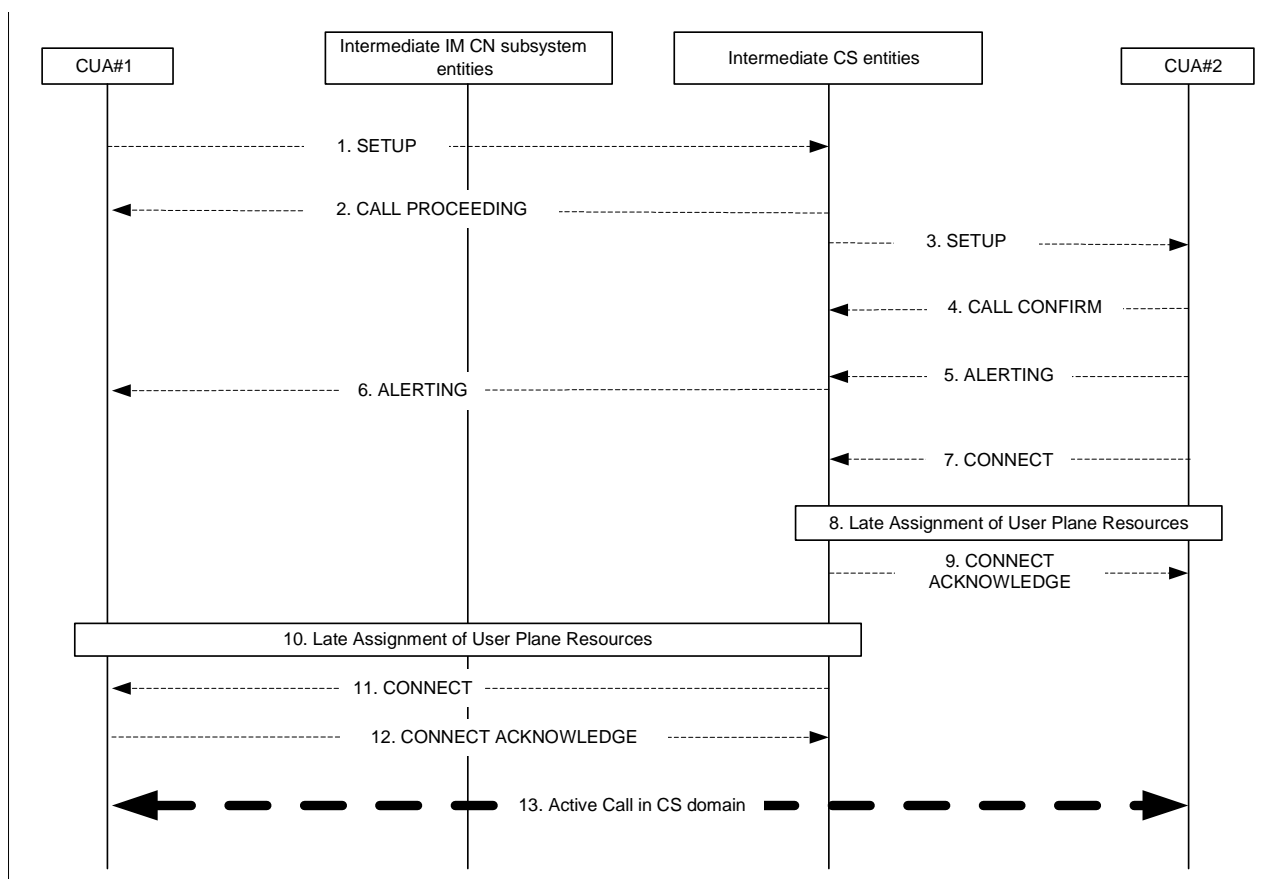 CUA#1
Intermediate IM CN subsystem
entities
Intermediate CS entities
CUA#2
1. SETUP
2. CALL PROCEEDING
3. SETUP
4. CALL CONFIRM
5. ALERTING
6. ALERTING
7. CONNECT
8. Late Assignment of User Plane Resources
9. CONNECT
ACKNOWLEDGE
10. Late Assignment of User Plane Resources
11. CONNECT
12. CONNECT ACKNOWLEDGE
13. Active Call in CS domain